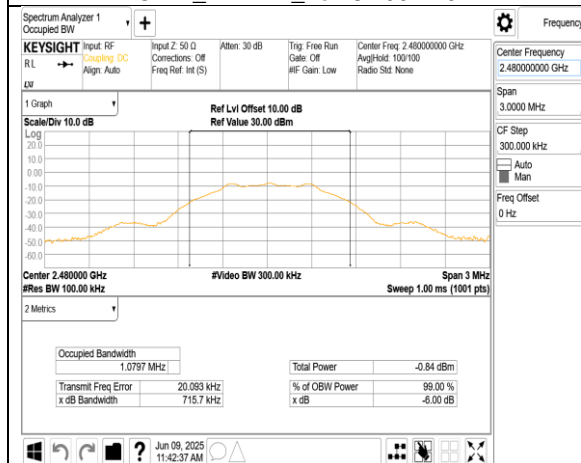 Spectrum Analyzer 1
Occupied BW
Frequency
KEYSIGHT
RL
LXI
Input: RF
Coupling: DC
Align: Auto
Input Z: 50 Ω
Corrections: Off
Freq Ref: Int (S)
Atten: 30 dB
Trig: Free Run
Gate: Off
#IF Gain: Low
Center Freq: 2.480000000 GHz
Avg|Hold: 100/100
Radio Std: None
Center Frequency
2.480000000 GHz
Span
3.0000 MHz
CF Step
300.000 kHz
Auto
Man
Freq Offset
0 Hz
1 Graph
Scale/Div 10.0 dB
Ref Lvl Offset 10.00 dB
Ref Value 30.00 dBm
Log
20.0
10.0
0.00
-10.0
-20.0
-30.0
-40.0
-50.0
-60.0
Center 2.480000 GHz
#Video BW 300.00 kHz
Span 3 MHz
#Res BW 100.00 kHz
Sweep 1.00 ms (1001 pts)
2 Metrics
Occupied Bandwidth
1.0797 MHz
Total Power -0.84 dBm
Transmit Freq Error 20.093 kHz
% of OBW Power 99.00 %
x dB Bandwidth 715.7 kHz
x dB -6.00 dB
?
Jun 09, 2025
11:42:37 AM